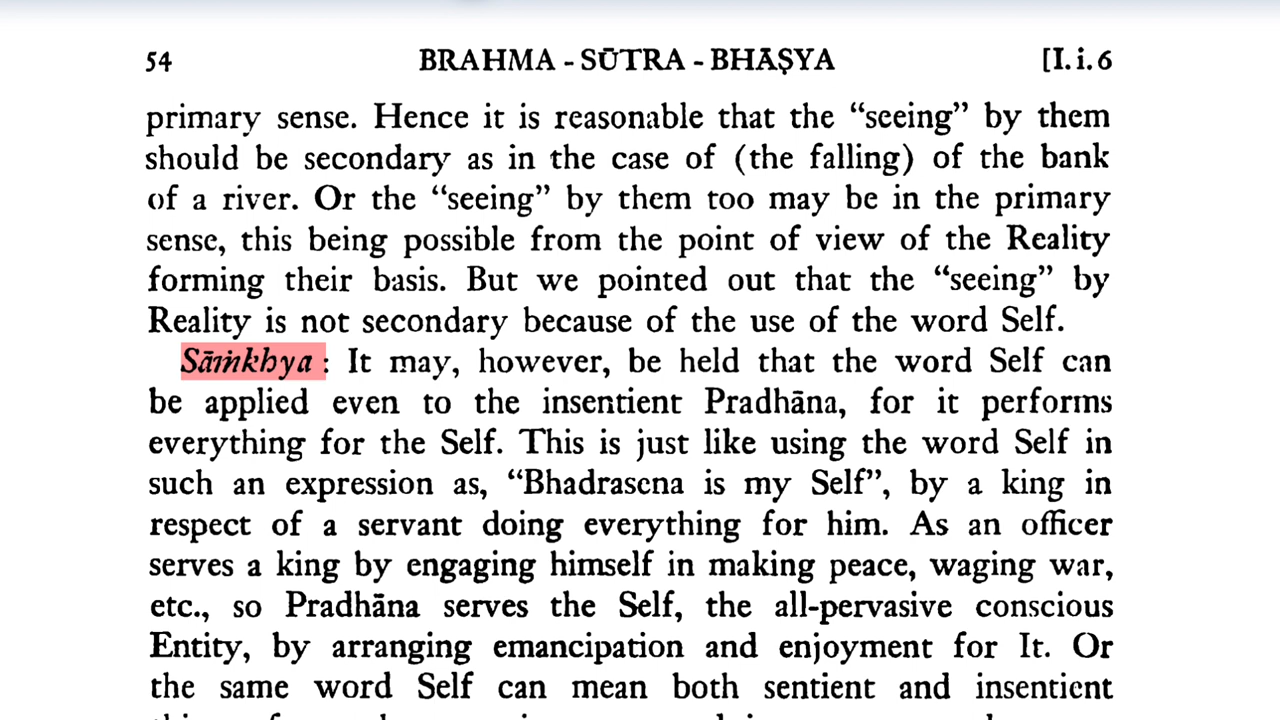 54 BRAHMA - SŪTRA - BHĀṢYA [I. i. 6
primary sense. Hence it is reasonable that the “seeing” by them
should be secondary as in the case of (the falling) of the bank
of a river. Or the “seeing” by them too may be in the primary
sense, this being possible from the point of view of the Reality
forming their basis. But we pointed out that the “seeing” by
Reality is not secondary because of the use of the word Self.
Sāṁkhya : It may, however, be held that the word Self can
be applied even to the insentient Pradhāna, for it performs
everything for the Self. This is just like using the word Self in
such an expression as, “Bhadrasena is my Self”, by a king in
respect of a servant doing everything for him. As an officer
serves a king by engaging himself in making peace, waging war,
etc., so Pradhāna serves the Self, the all-pervasive conscious
Entity, by arranging emancipation and enjoyment for It. Or
the same word Self can mean both sentient and insentient